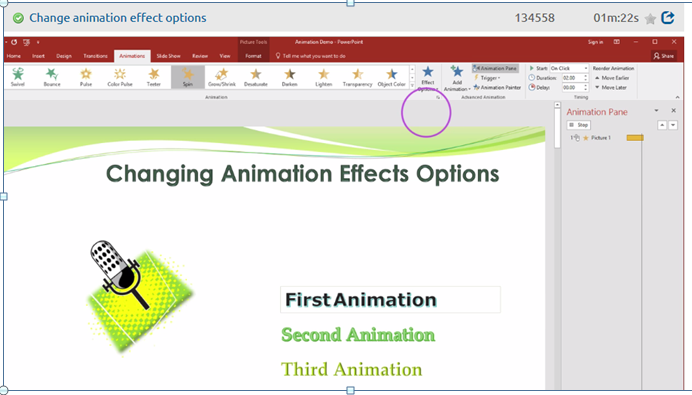 Change animation effect options 134558 01m:22s
Picture Tools Animation Demo - PowerPoint Sign in
Home Insert Design Transitions Animations Slide Show Review View Format Tell me what you want to do Share
Swivel Bounce Pulse Color Pulse Teeter Spin Grow/Shrink Desaturate Darken Lighten Transparency Object Color
Effect Options
Add Animation
Animation Pane
Trigger
Animation Painter
Start: On Click
Duration: 02.00
Delay: 00.00
Reorder Animation
Move Earlier
Move Later
Animation Advanced Animation Timing
Changing Animation Effects Options
First Animation
Second Animation
Third Animation
Animation Pane
Stop
1 Picture 1